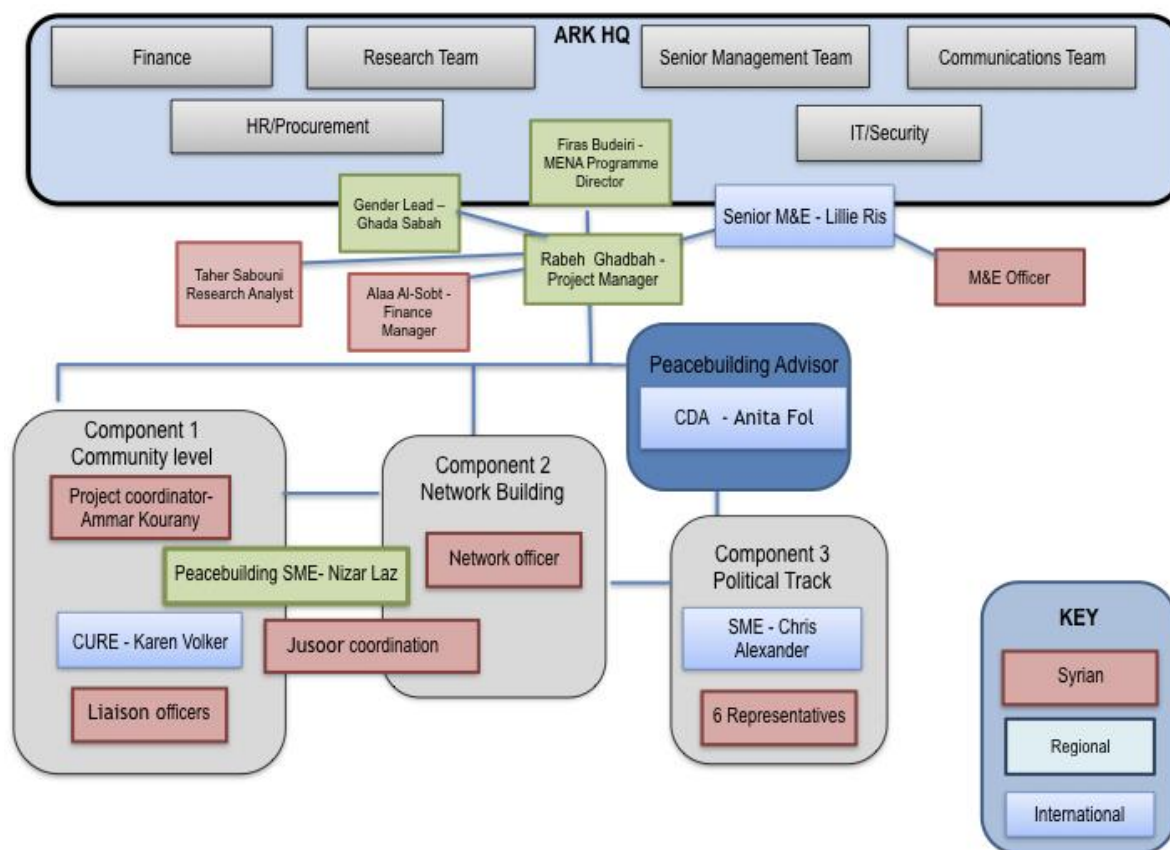 ARK HQ
Finance
Research Team
Senior Management Team
Communications Team
HR/Procurement
IT/Security
Firas Budeiri -
MENA Programme
Director
Gender Lead –
Ghada Sabah
Senior M&E - Lillie Ris
Taher Sabouni
Research Analyst
Alaa Al-Sobt -
Finance
Manager
Rabeh Ghadbah -
Project Manager
M&E Officer
Peacebuilding Advisor
CDA - Anita Fol
Component 1
Community level
Project coordinator-
Ammar Kourany
Component 2
Network Building
Network officer
Peacebuilding SME- Nizar Laz
CURE - Karen Volker
Jusoor coordination
Liaison officers
Component 3
Political Track
SME - Chris
Alexander
6 Representatives
KEY
Syrian
Regional
International